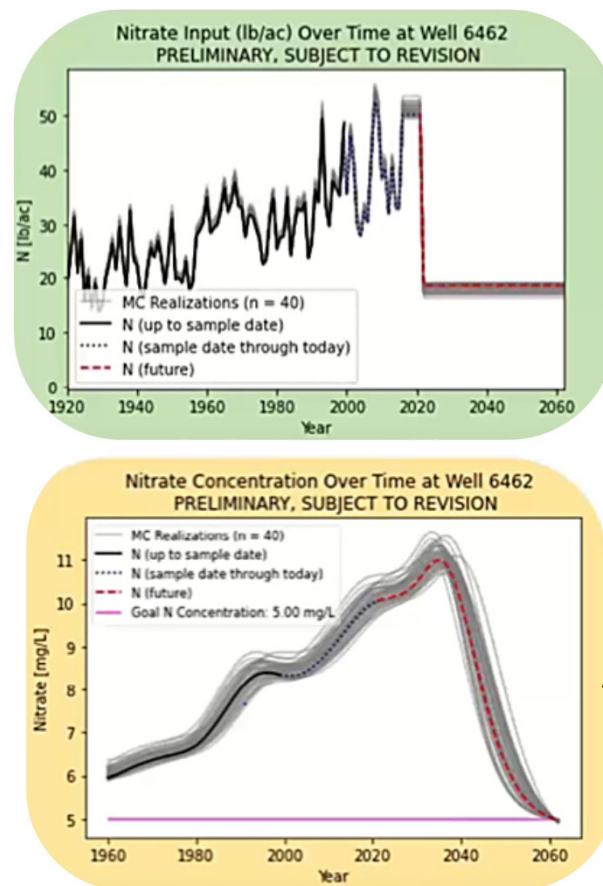 Nitrate Input (lb/ac) Over Time at Well 6462
PRELIMINARY, SUBJECT TO REVISION
N [lb/ac]
50
40
30
20
10
0
MC Realizations (n = 40)
N (up to sample date)
N (sample date through today)
N (future)
1920 1940 1960 1980 2000 2020 2040 2060
Year
Nitrate Concentration Over Time at Well 6462
PRELIMINARY, SUBJECT TO REVISION
MC Realizations (n = 40)
N (up to sample date)
N (sample date through today)
N (future)
Goal N Concentration: 5.00 mg/L
Nitrate [mg/L]
11
10
9
8
7
6
5
1960 1980 2000 2020 2040 2060
Year